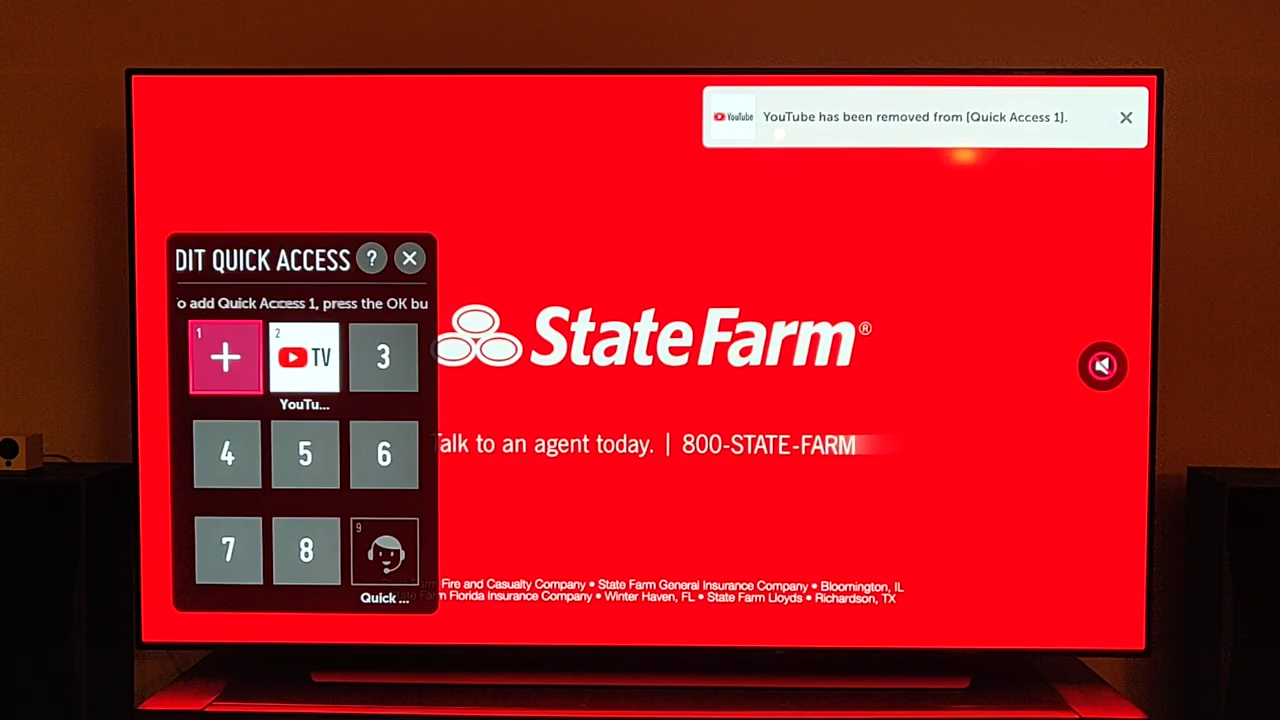 YouTube YouTube has been removed from [Quick Access 1].
DIT QUICK ACCESS ?
o add Quick Access 1, press the OK bu
1
2
TV
3
YouTu...
4 5 6
7 8 9
Quick ...
StateFarm®
Talk to an agent today. | 800-STATE-FARM
Fire and Casualty Company • State Farm General Insurance Company • Bloomington, IL
Farm Florida Insurance Company • Winter Haven, FL • State Farm Lloyds • Richardson, TX